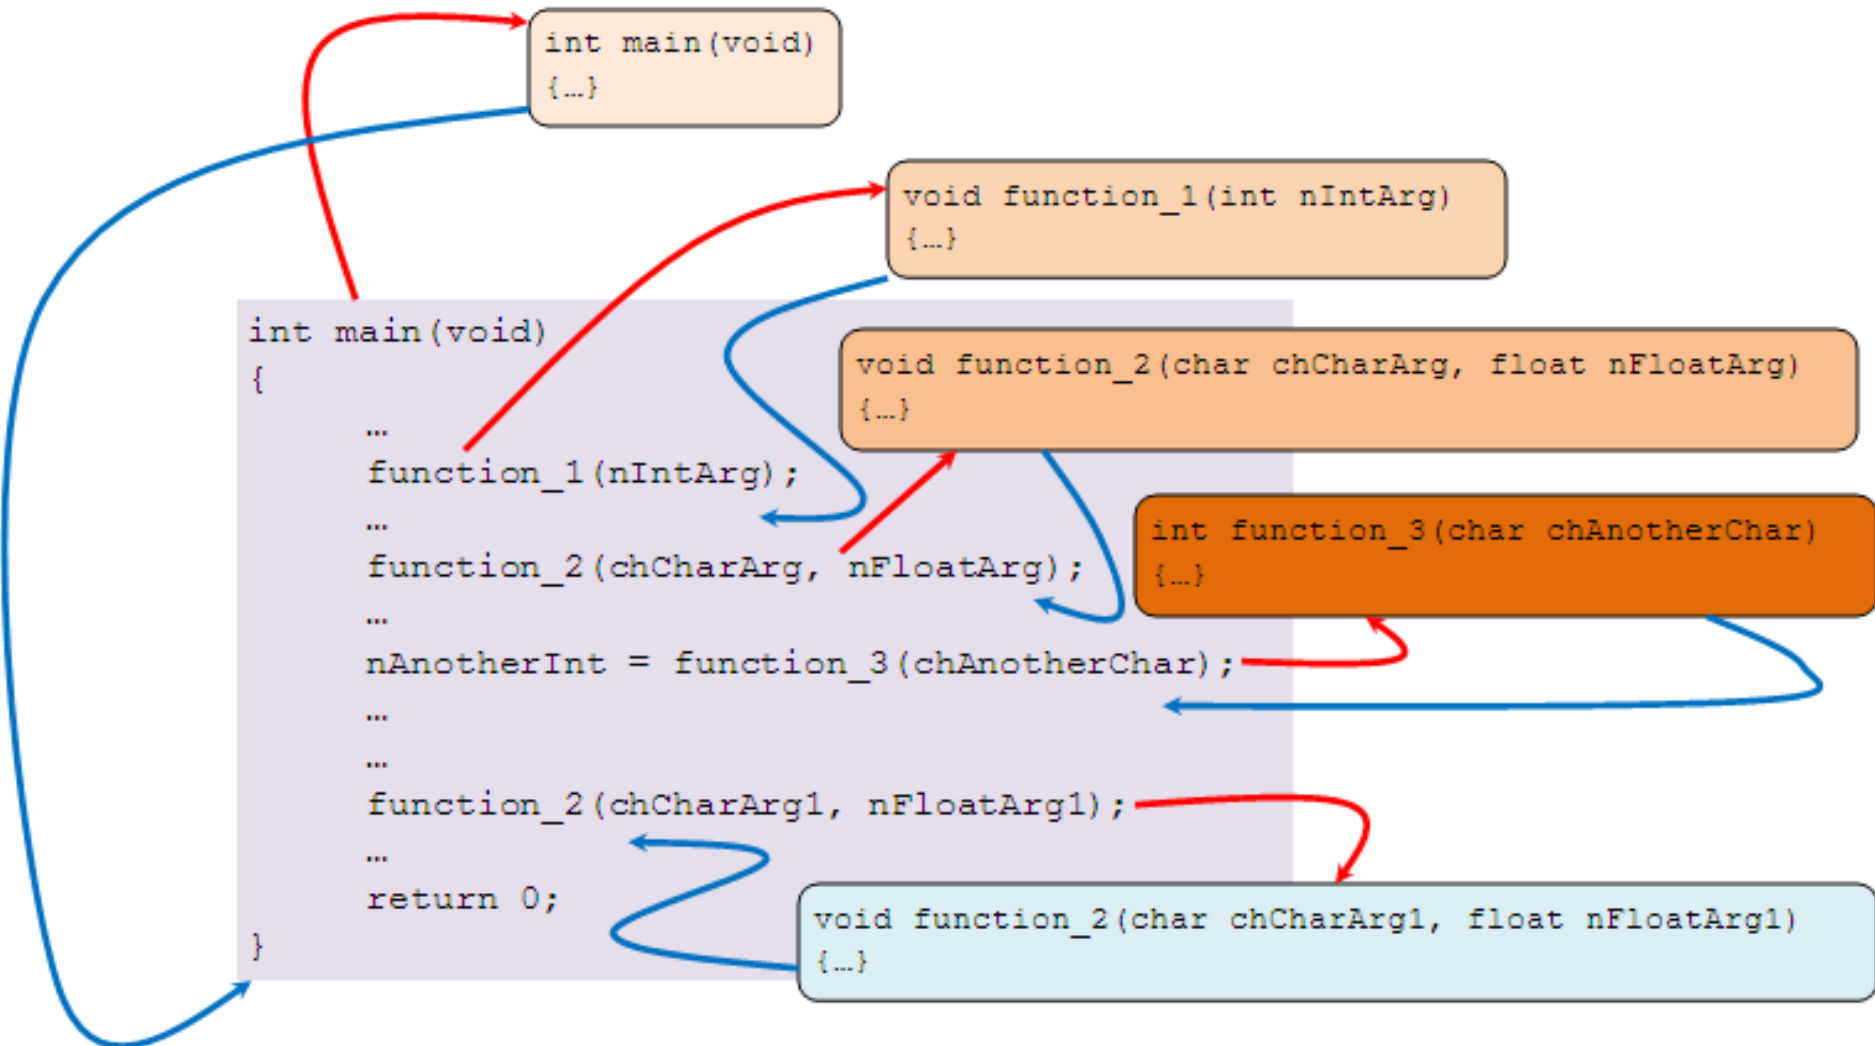 int main(void)
{…}
void function_1(int nIntArg)
{…}
int main(void)
{
void function_2(char chCharArg, float nFloatArg)
{…}
…
function_1(nIntArg);
…
int function_3(char chAnotherChar)
{…}
function_2(chCharArg, nFloatArg);
…
nAnotherInt = function_3(chAnotherChar);
…
…
function_2(chCharArg1, nFloatArg1);
…
return 0;
}
void function_2(char chCharArg1, float nFloatArg1)
{…}